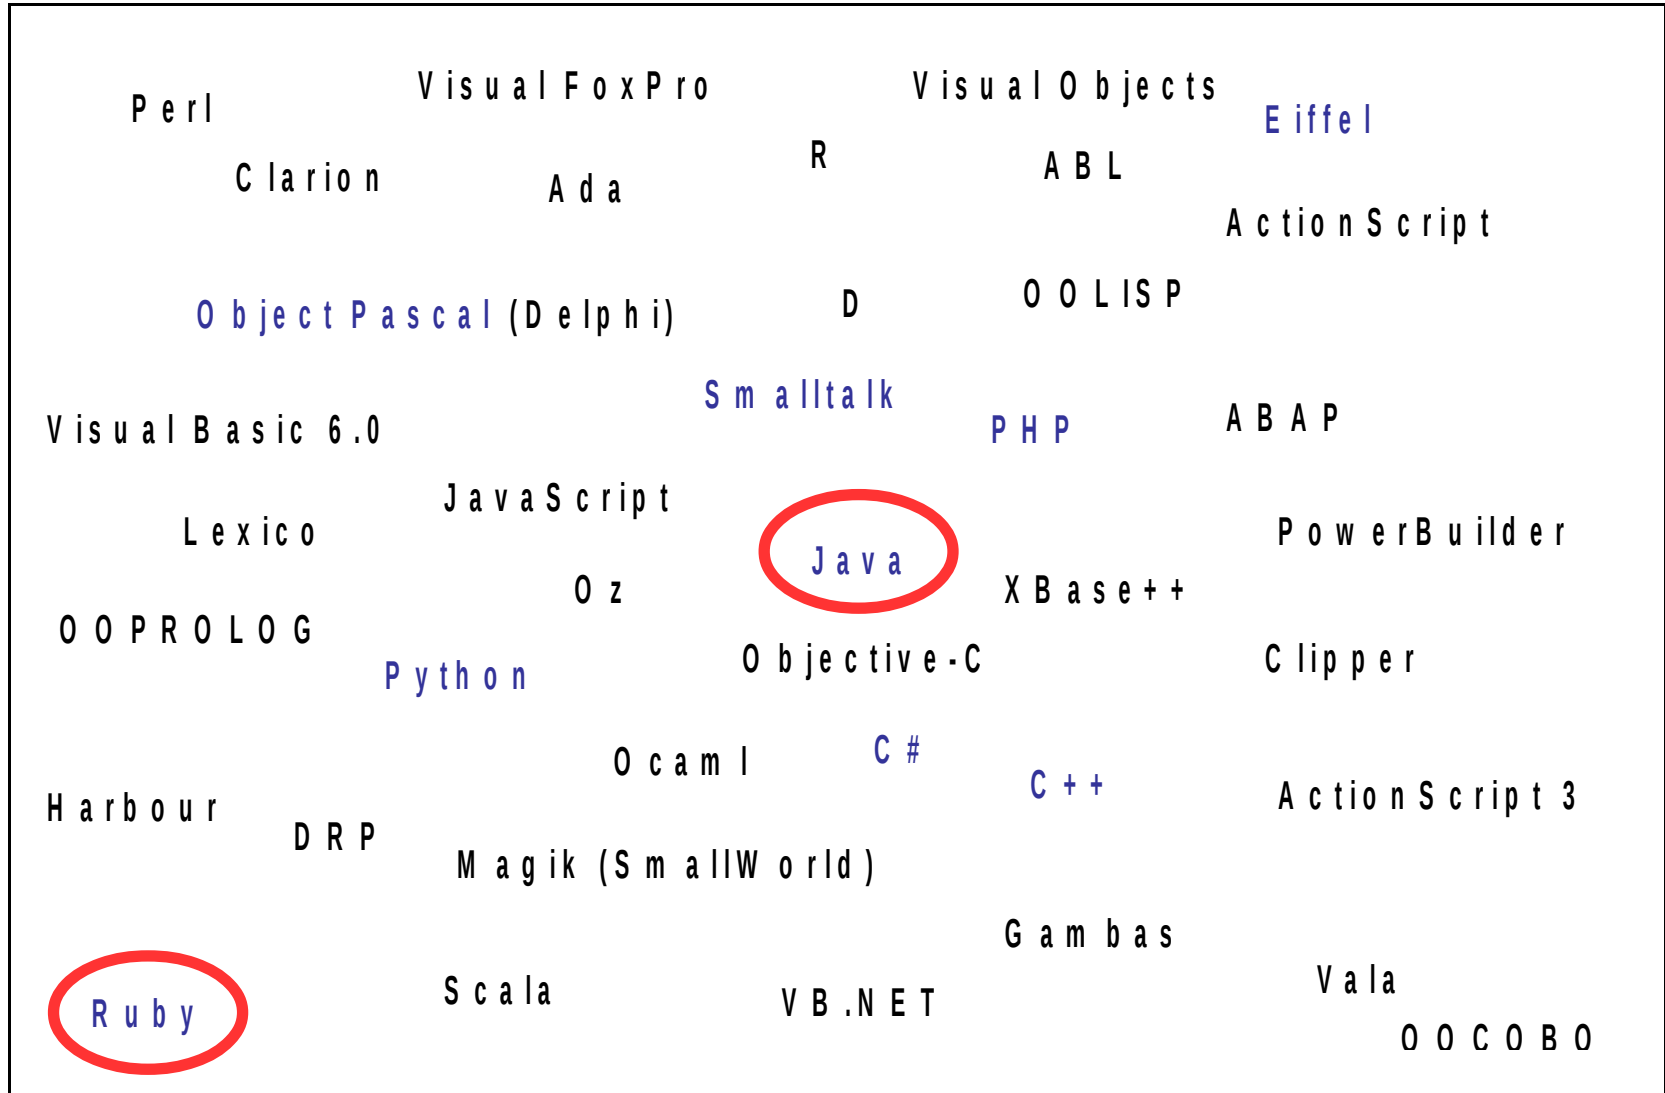 Visual FoxPro
Visual Objects
Perl
Eiffel
R
ABL
Clarion
Ada
ActionScript
OOLISP
D
Object Pascal (Delphi)
Smalltalk
ABAP
Visual Basic 6.0
PHP
JavaScript
Lexico
PowerBuilder
Java
Oz
XBase++
OOPROLOG
Objective-C
Clipper
Python
C#
Ocaml
C++
ActionScript 3
Harbour
DRP
Magik (SmallWorld)
Gambas
Vala
Scala
VB.NET
Ruby
OOCOBO